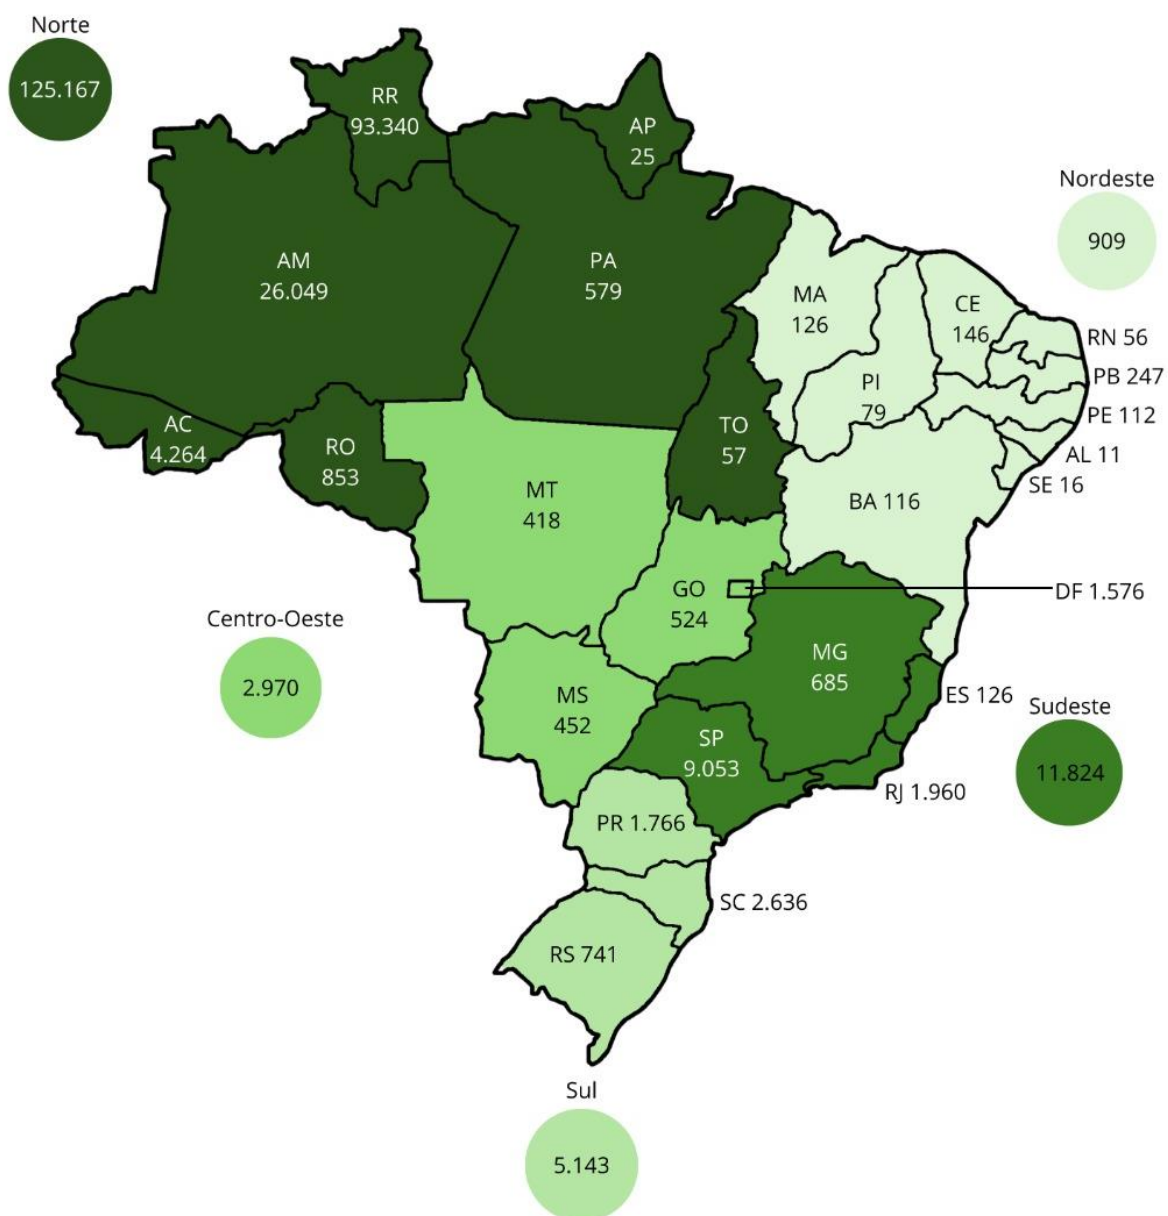 Norte
125.167
RR
93.340
AP
25
Nordeste
909
AM
26.049
PA
579
MA
126
CE
146
RN 56
PB 247
PI
79
PE 112
AC
4.264
RO
853
TO
57
AL 11
SE 16
MT
418
BA 116
DF 1.576
GO
524
Centro-Oeste
2.970
MG
685
MS
452
ES 126
Sudeste
11.824
SP
9.053
RJ 1.960
PR 1.766
SC 2.636
RS 741
Sul
5.143